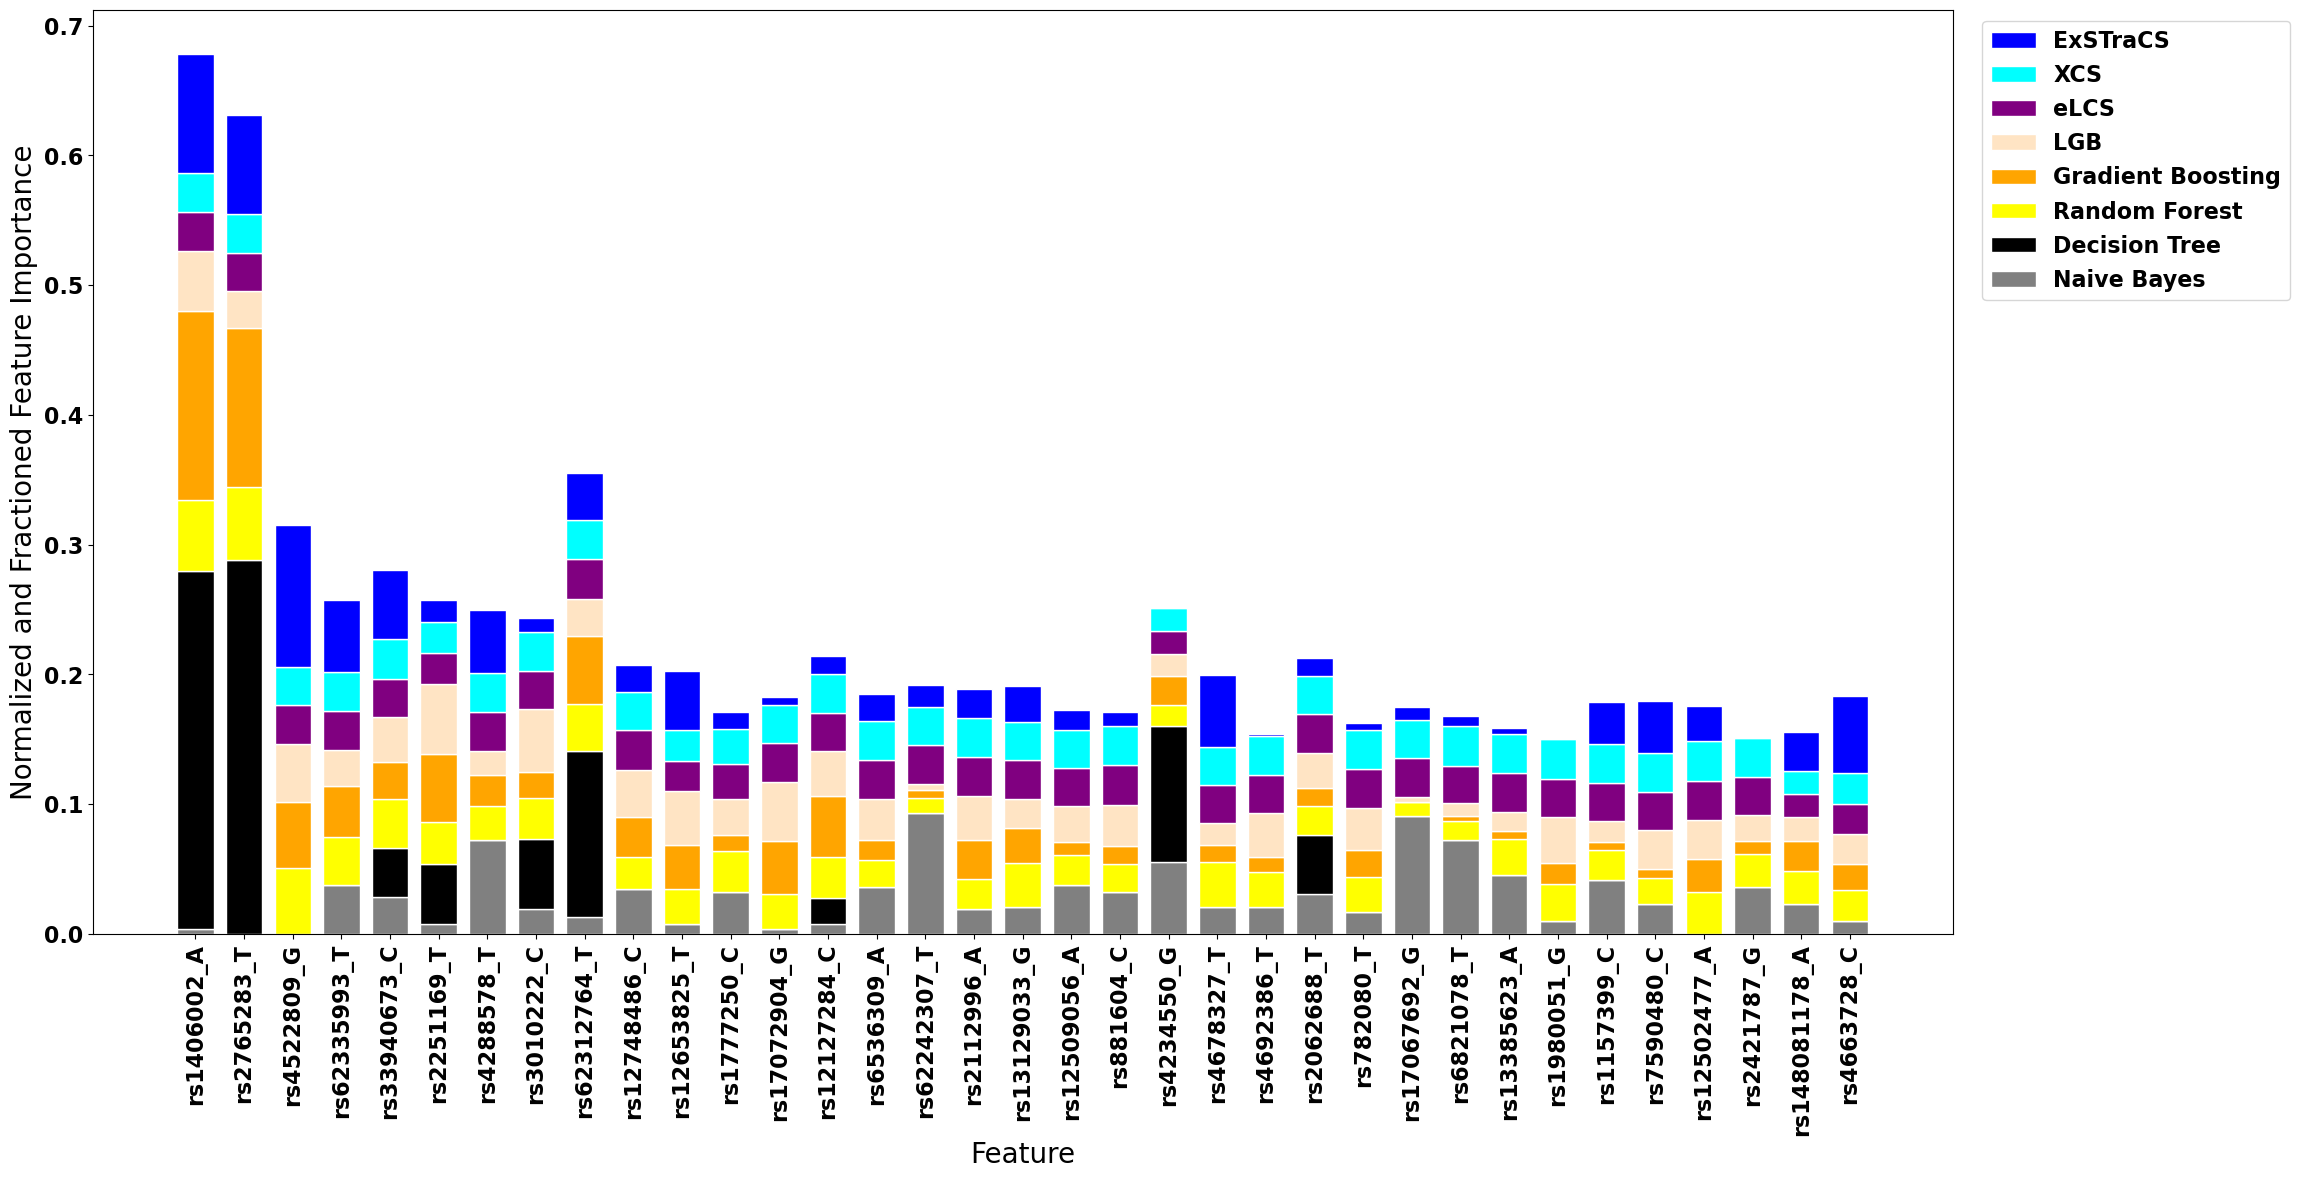 Normalized and Fractioned Feature Importance
0.7
0.6
0.5
0.4
0.3
0.2
0.1
0.0
ExSTraCS
XCS
eLCS
LGB
Gradient Boosting
Random Forest
Decision Tree
Naive Bayes
rs1406002_A
rs2765283_T
rs4522809_G
rs62335993_T
rs33940673_C
rs2251169_T
rs4288578_T
rs3010222_C
rs62312764_T
rs12748486_C
rs12653825_T
rs1777250_C
rs17072904_G
rs12127284_C
rs6536309_A
rs62242307_T
rs2112996_A
rs13129033_G
rs12509056_A
rs881604_C
rs4234550_G
rs4678327_T
rs4692386_T
rs2062688_T
rs782080_T
rs17067692_G
rs6821078_T
rs13385623_A
rs1980051_G
rs1157399_C
rs7590480_C
rs12502477_A
rs2421787_G
rs148081178_A
rs4663728_C
Feature